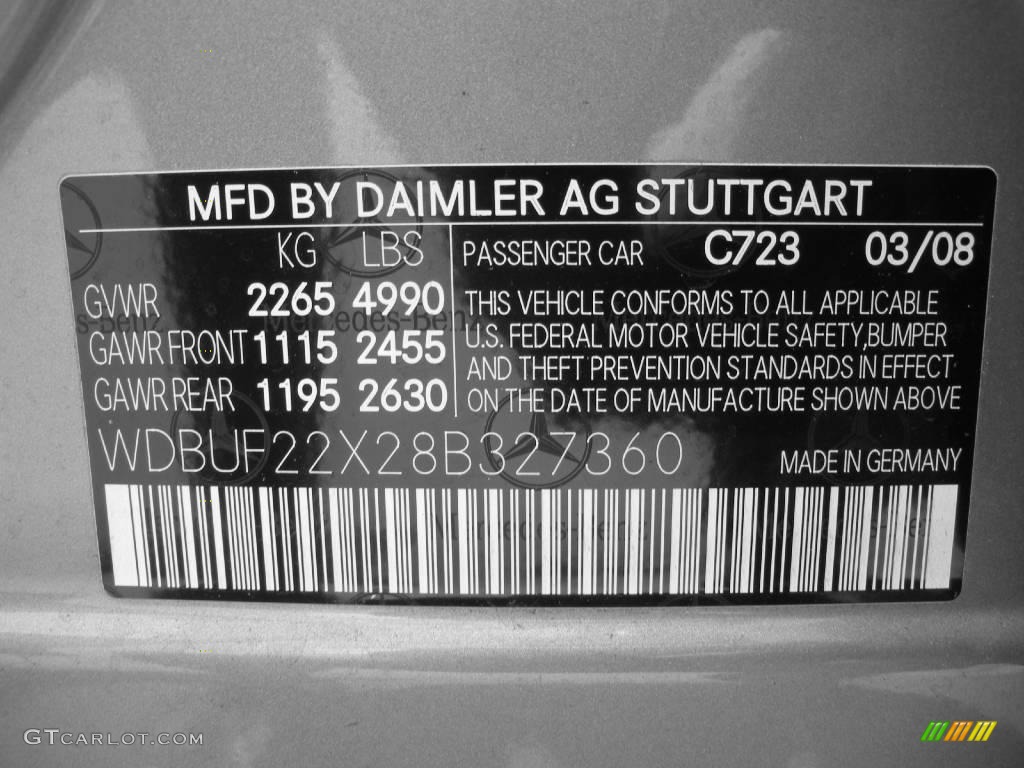 MFD BY DAIMLER AG STUTTGART
KG LBS
GVWR 2265 4990
GAWR FRONT 1115 2455
GAWR REAR 1195 2630
PASSENGER CAR C723 03/08
THIS VEHICLE CONFORMS TO ALL APPLICABLE
U.S. FEDERAL MOTOR VEHICLE SAFETY,BUMPER
AND THEFT PREVENTION STANDARDS IN EFFECT
ON THE DATE OF MANUFACTURE SHOWN ABOVE
WDBUF22X28B327360
MADE IN GERMANY
Mercedes-Benz
GTCARLOT.COM